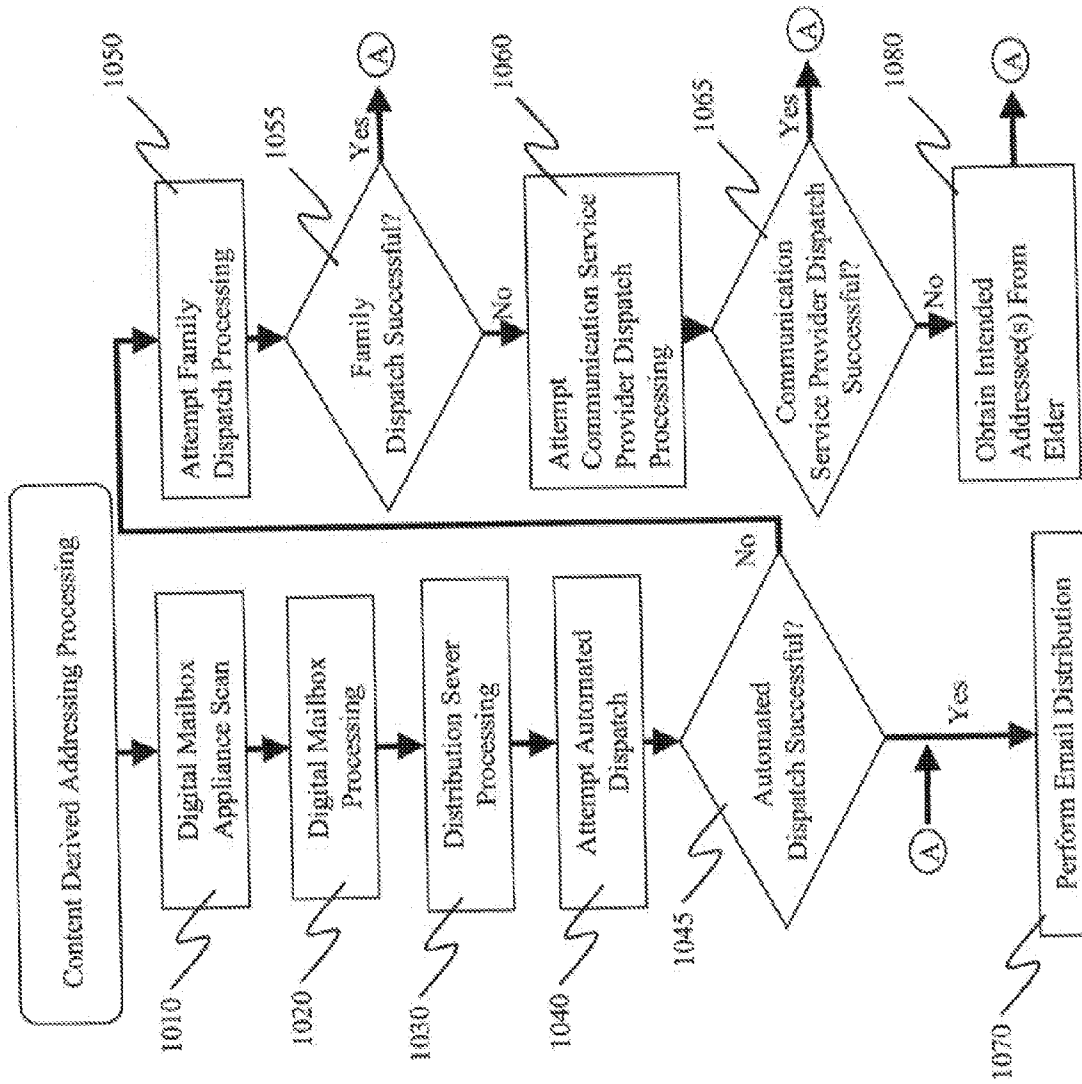 Content Derived Addressing Processing
1010
Digital Mailbox
Appliance Scan
1020
Digital Mailbox
Processing
1030
Distribution Sever
Processing
1040
Attempt Automated
Dispatch
1045
Automated
Dispatch Successful?
No
Yes
A
1070
Perform Email Distribution
1050
Attempt Family
Dispatch Processing
1055
Family
Dispatch Successful?
Yes
A
No
1060
Attempt
Communication Service
Provider Dispatch
Processing
1065
Communication
Service Provider Dispatch
Successful?
Yes
A
No
1080
Obtain Intended
Addresse(s) From
Elder
A